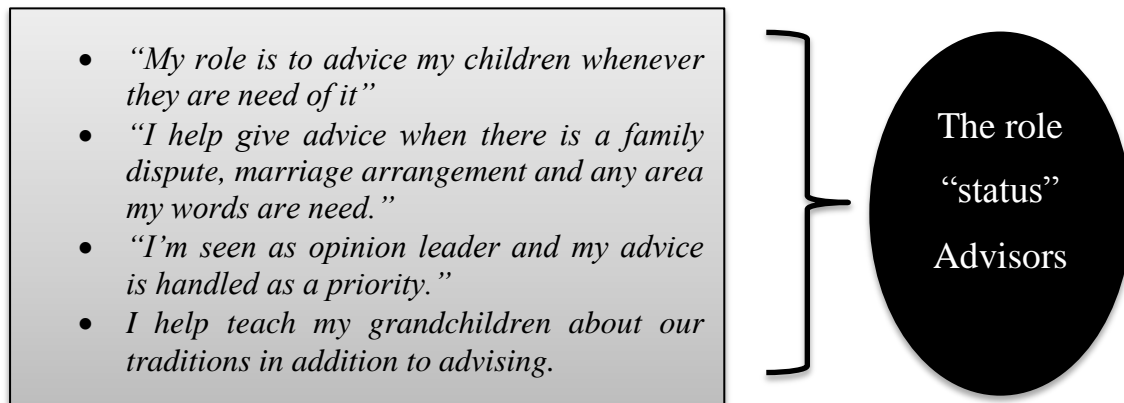 • “My role is to advice my children whenever
they are need of it”
• “I help give advice when there is a family
dispute, marriage arrangement and any area
my words are need.”
• “I’m seen as opinion leader and my advice
is handled as a priority.”
• I help teach my grandchildren about our
traditions in addition to advising.
The role
“status”
Advisors